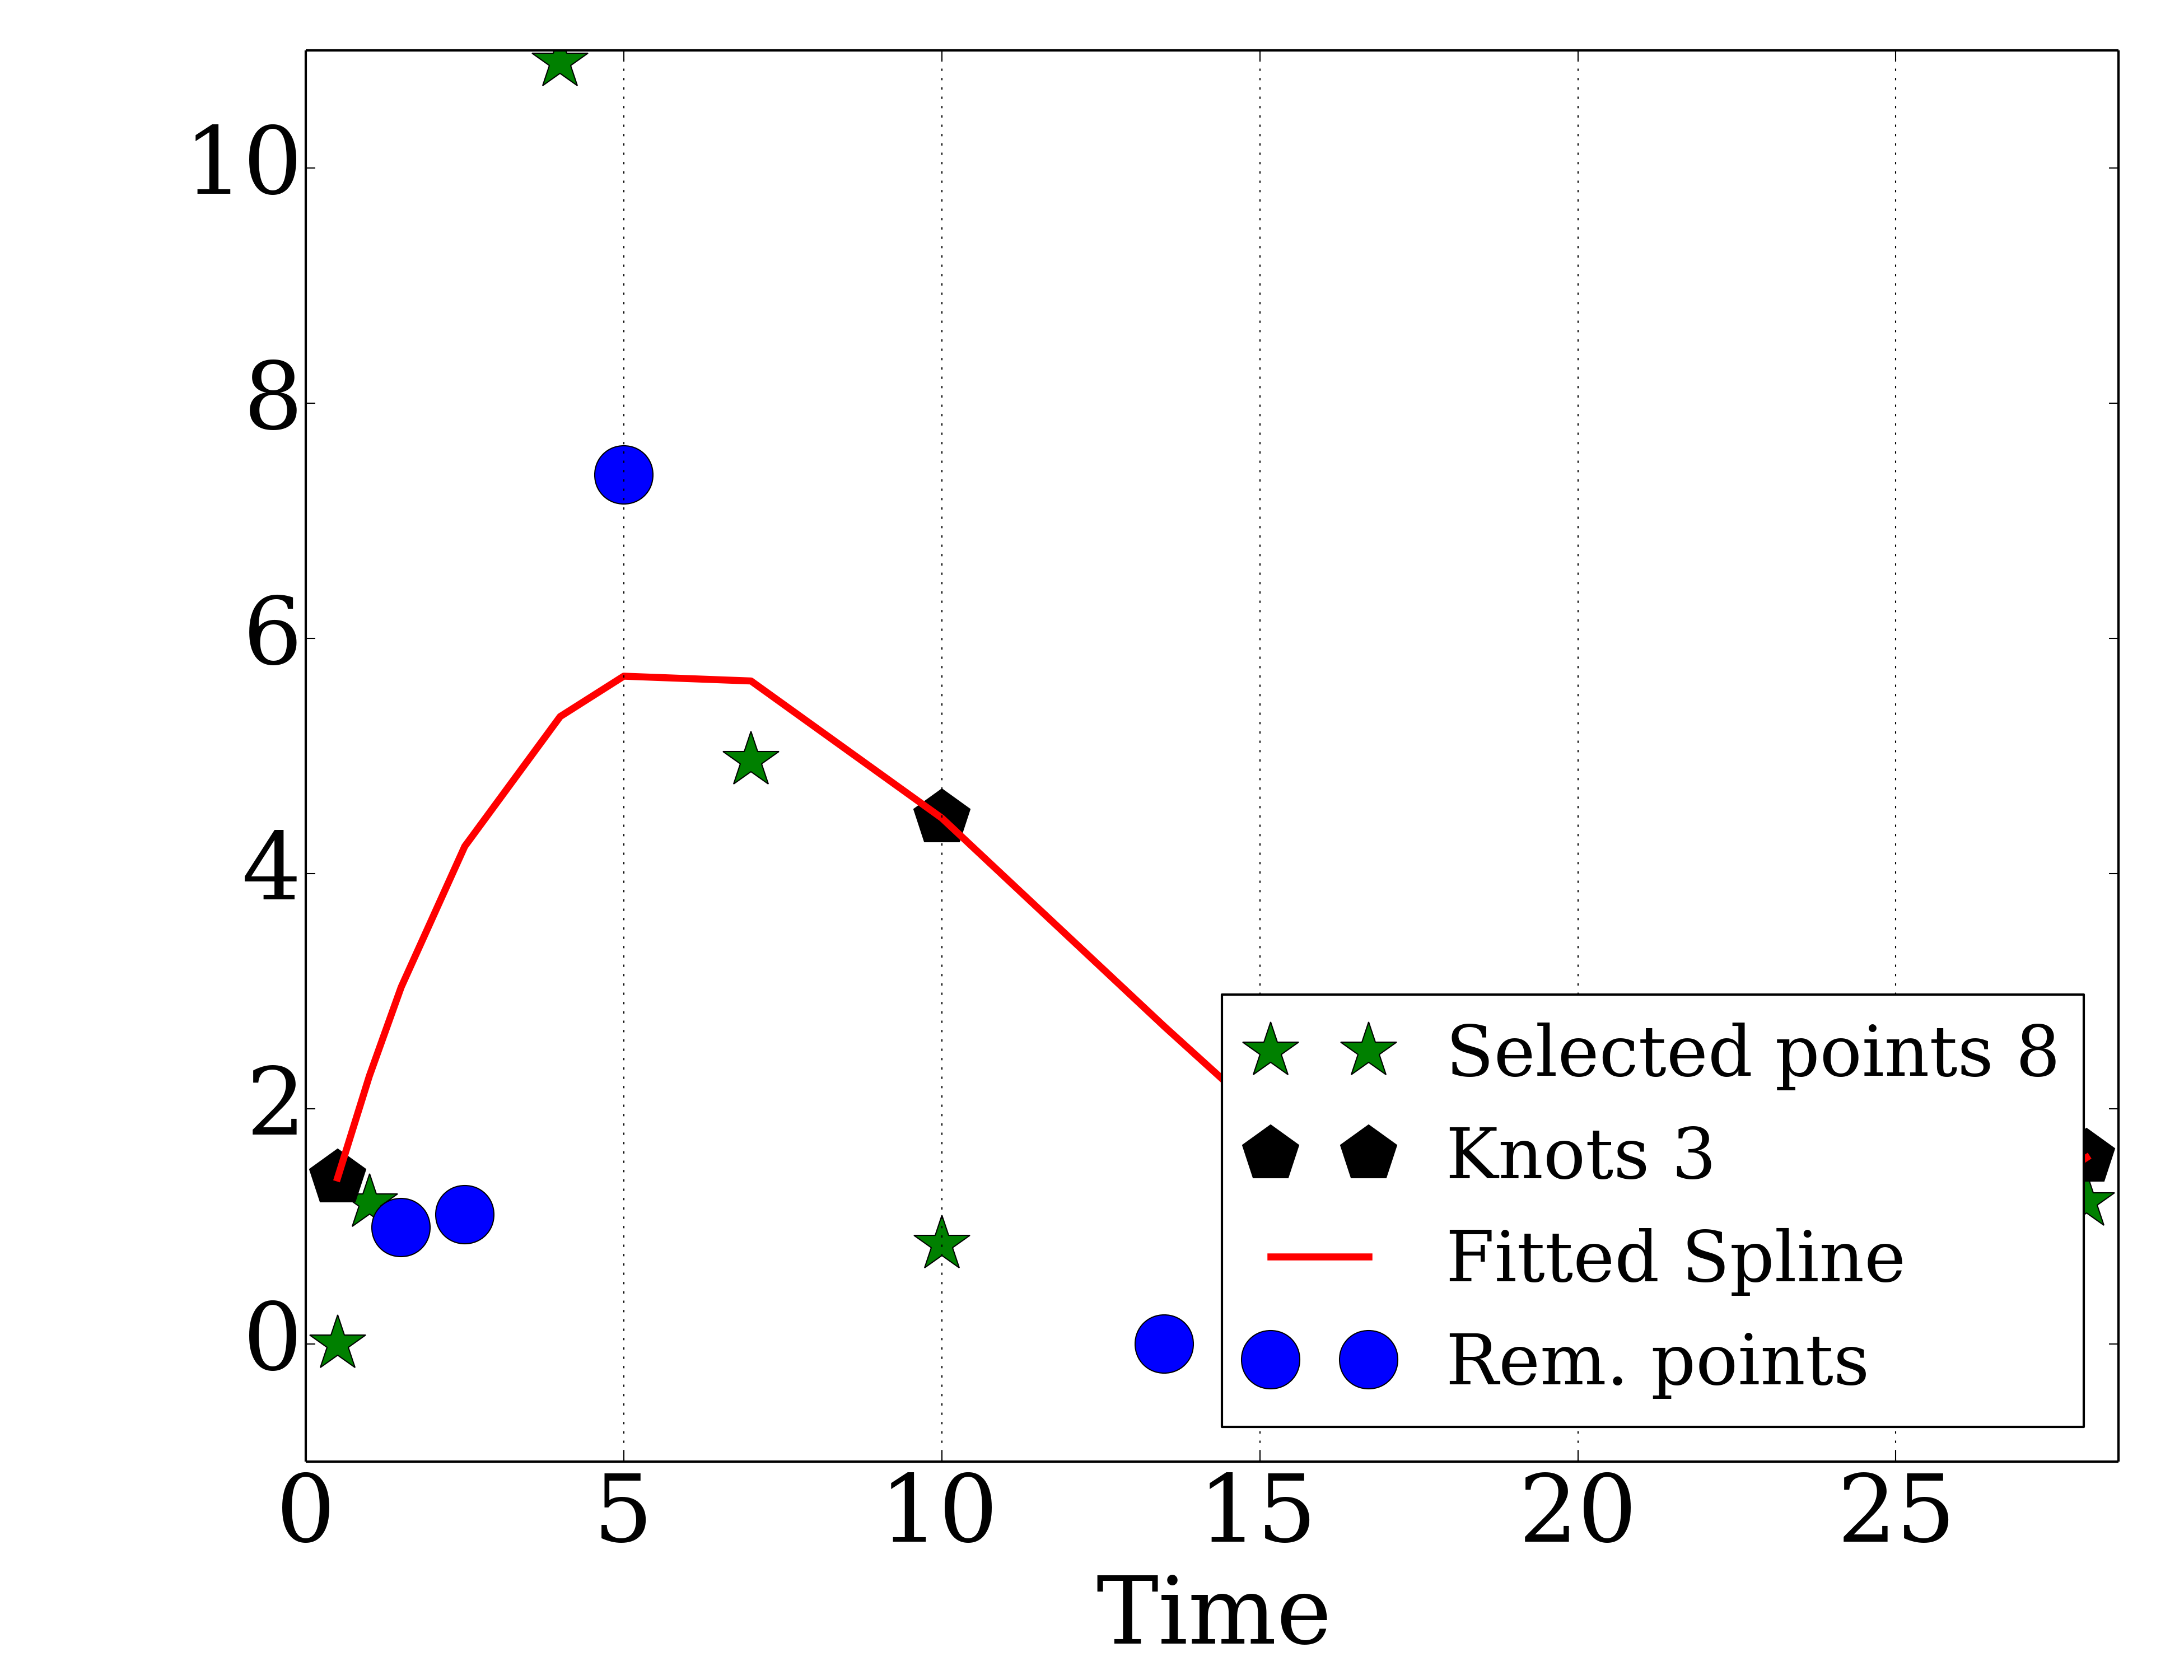 10
8
6
4
2
0
0 5 10 15 20 25
Time
Selected points 8
Knots 3
Fitted Spline
Rem. points